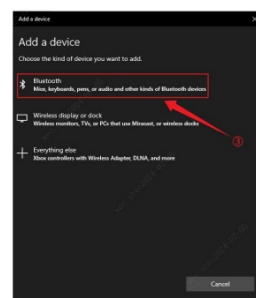 Add a device
Add a device
Choose the kind of device you want to add.
Bluetooth
Mice, keyboards, pens, or audio and other kinds of Bluetooth devices
Wireless display or dock
Wireless monitors, TVs, or PCs that use Miracast, or wireless docks
③
Everything else
Xbox controllers with Wireless Adapter, DLNA, and more
Cancel